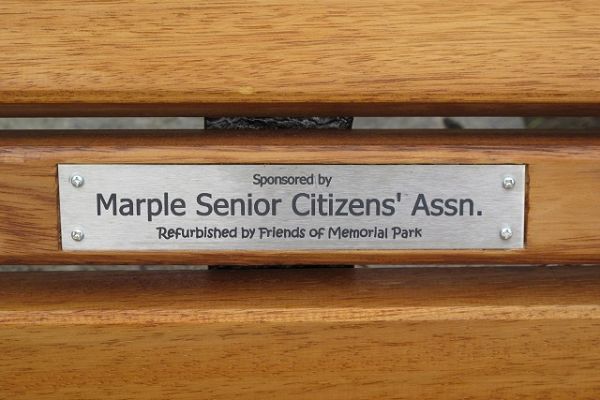 Sponsored by
Marple Senior Citizens' Assn.
Refurbished by Friends of Memorial Park